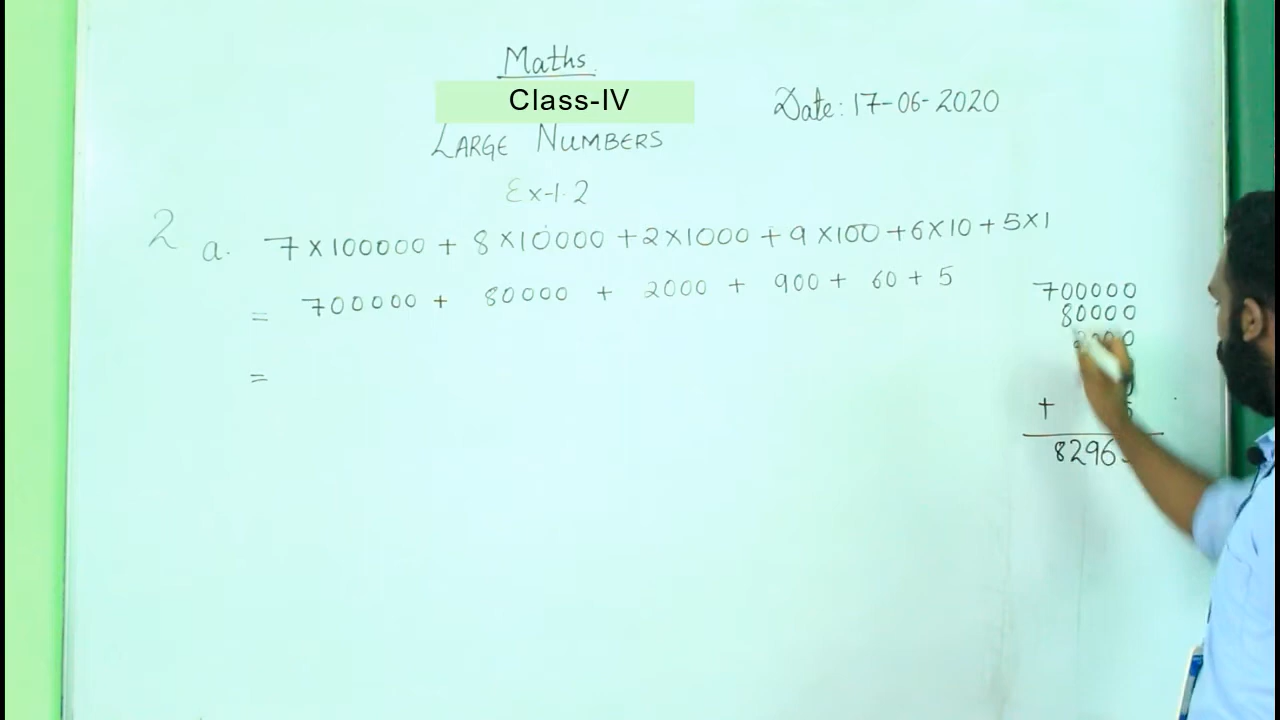 Maths
Class-IV
Date: 17-06-2020
LARGE NUMBERS
Ex-1.2
2 a. 7×100000 + 8×10000 + 2×1000 + 9×100 + 6×10 + 5×1
= 700000 + 80000 + 2000 + 900 + 60 + 5
=
700000
80000
+
8296